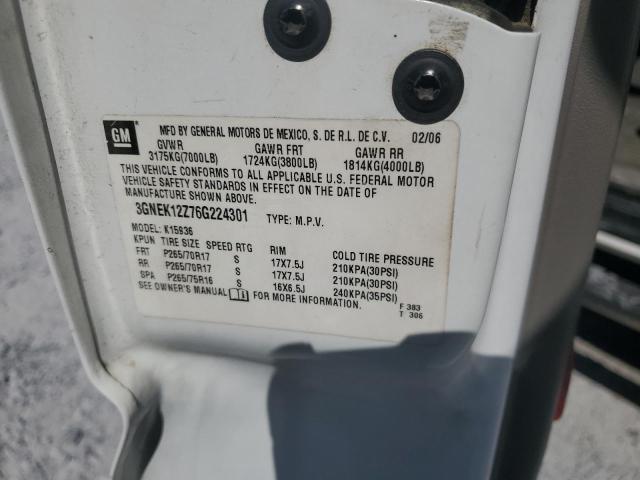 GM
MFD BY GENERAL MOTORS DE MEXICO, S. DE R.L. DE C.V. 02/06
GVWR GAWR FRT GAWR RR
3175KG(7000LB) 1724KG(3800LB) 1814KG(4000LB)
THIS VEHICLE CONFORMS TO ALL APPLICABLE U.S. FEDERAL MOTOR
VEHICLE SAFETY STANDARDS IN EFFECT ON THE DATE OF
MANUFACTURE SHOWN ABOVE.
3GNEK12Z76G224301 TYPE: M.P.V.
MODEL: K15936
KPUN TIRE SIZE SPEED RTG RIM COLD TIRE PRESSURE
FRT P265/70R17 S 17X7.5J 210KPA(30PSI)
RR P265/70R17 S 17X7.5J 210KPA(30PSI)
SPA P265/75R16 S 16X6.5J 240KPA(35PSI)
SEE OWNER'S MANUAL FOR MORE INFORMATION.
F 383
T 306